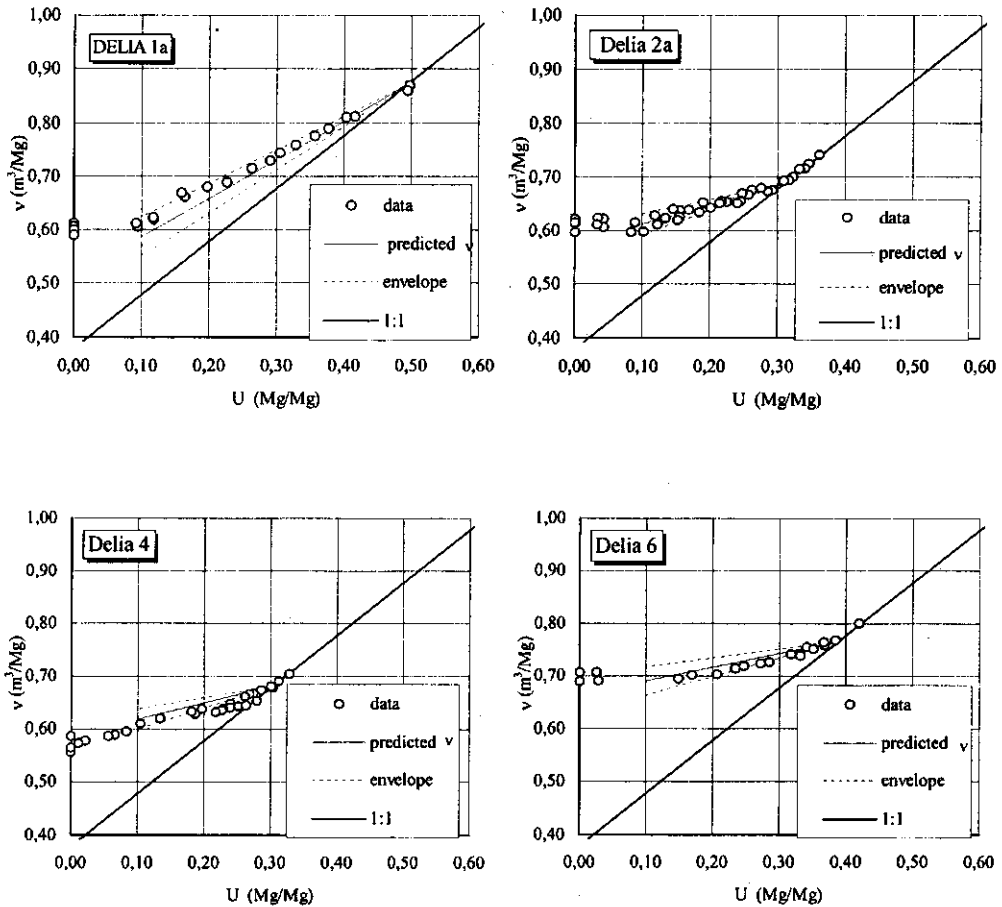 DELIA 1a
ν (m³/Mg)
1,00
0,90
0,80
0,70
0,60
0,50
0,40
0,00
0,10
0,20
0,30
0,40
0,50
0,60
U (Mg/Mg)
data
predicted ν
envelope
1:1
Delia 2a
ν (m³/Mg)
1,00
0,90
0,80
0,70
0,60
0,50
0,40
0,00
0,10
0,20
0,30
0,40
0,50
0,60
U (Mg/Mg)
data
predicted ν
envelope
1:1
Delia 4
ν (m³/Mg)
1,00
0,90
0,80
0,70
0,60
0,50
0,40
0,00
0,10
0,20
0,30
0,40
0,50
0,60
U (Mg/Mg)
data
predicted ν
envelope
1:1
Delia 6
ν (m³/Mg)
1,00
0,90
0,80
0,70
0,60
0,50
0,40
0,00
0,10
0,20
0,30
0,40
0,50
0,60
U (Mg/Mg)
data
predicted ν
envelope
1:1